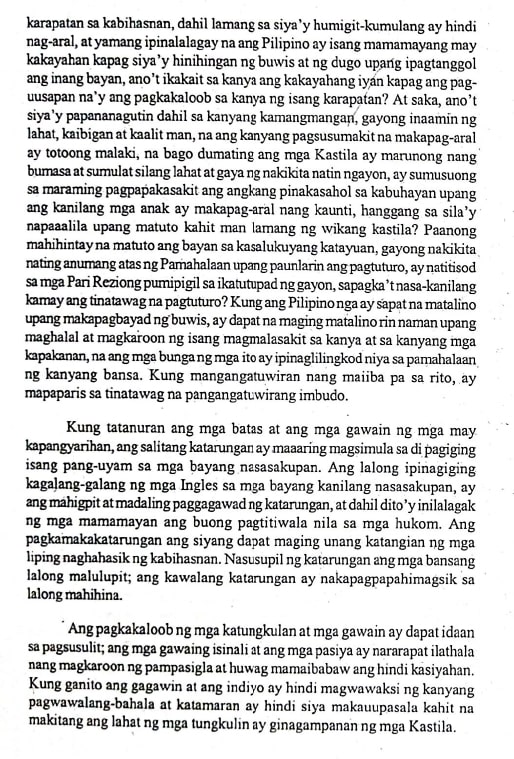 karapatan sa kabihasnan, dahil lamang sa siya'y humigit-kumulang ay hindi
nag-aral, at yamang ipinalalagay na ang Pilipino ay isang mamamayang may
kakayahan kapag siya'y hinihingan ng buwis at ng dugo upang ipagtanggol
ang inang bayan, ano't ikakait sa kanya ang kakayahang iyan kapag ang pag-
uusapan na'y ang pagkakaloob sa kanya ng isang karapatan? At saka, ano't
siya'y papananagutin dahil sa kanyang kamangmangan, gayong inaamin ng
lahat, kaibigan at kaalit man, na ang kanyang pagsusumakit na makapag-aral
ay totoong malaki, na bago dumating ang mga Kastila ay marunong nang
bumasa at sumulat silang lahat at gaya ng nakikita natin ngayon, ay sumusuong
sa maraming pagpapakasakit ang angkang pinakasahol sa kabuhayan upang
ang kanilang mga anak ay makapag-aral nang kaunti, hanggang sa sila'y
napaaalila upang matuto kahit man lamang ng wikang kastila? Paanong
mahihintay na matuto ang bayan sa kasalukuyang katayuan, gayong nakikita
nating anumang atas ng Pamahalaan upang paunlarin ang pagtuturo, ay natitisod
sa mga Pari Reziong pumipigil sa ikatutupad ng gayon, sapagka't nasa-kanilang
kamay ang tinatawag na pagtuturo? Kung ang Pilipino nga ay sapat na matalino
upang makapagbayad ng buwis, ay dapat na maging matalino rin naman upang
maghalal at magkaroon ng isang magmalasakit sa kanya at sa kanyang mga
kapakanan, na ang mga bunga ng mga ito ay ipinaglilingkod niya sa pamahalaan
ng kanyang bansa. Kung mangangatuwiran nang maiiba pa sa rito, ay
mapaparis sa tinatawag na pangangatuwirang imbudo.
Kung tatanuran ang mga batas at ang mga gawain ng mga may
kapangyarihan, ang salitang katarungan ay maaaring magsimula sa di pagiging
isang pang-uyam sa mga bayang nasasakupan. Ang lalong ipinagiging
kagalang-galang ng mga Ingles sa mga bayang kanilang nasasakupan, ay
ang mahigpit at madaling paggagawad ng katarungan, at dahil dito'y inilalagak
ng mga mamamayan ang buong pagtitiwala nila sa mga hukom. Ang
pagkamakakatarungan ang siyang dapat maging unang katangian ng mga
liping naghahasik ng kabihasnan. Nasusupil ng katarungan ang mga bansang
lalong malulupit; ang kawalang katarungan ay nakapagpapahimagsik sa
lalong mahihina.
Ang pagkakaloob ng mga katungkulan at mga gawain ay dapat idaan
sa pagsusulit; ang mga gawaing isinali at ang mga pasiya ay nararapat ilathala
nang magkaroon ng pampasigla at huwag mamaibabaw ang hindi kasiyahan.
Kung ganito ang gagawin at ang indiyo ay hindi magwawaksi ng kanyang
pagwawalang-bahala at katamaran ay hindi siya makauupasala kahit na
makitang ang lahat ng mga tungkulin ay ginagampanan ng mga Kastila.